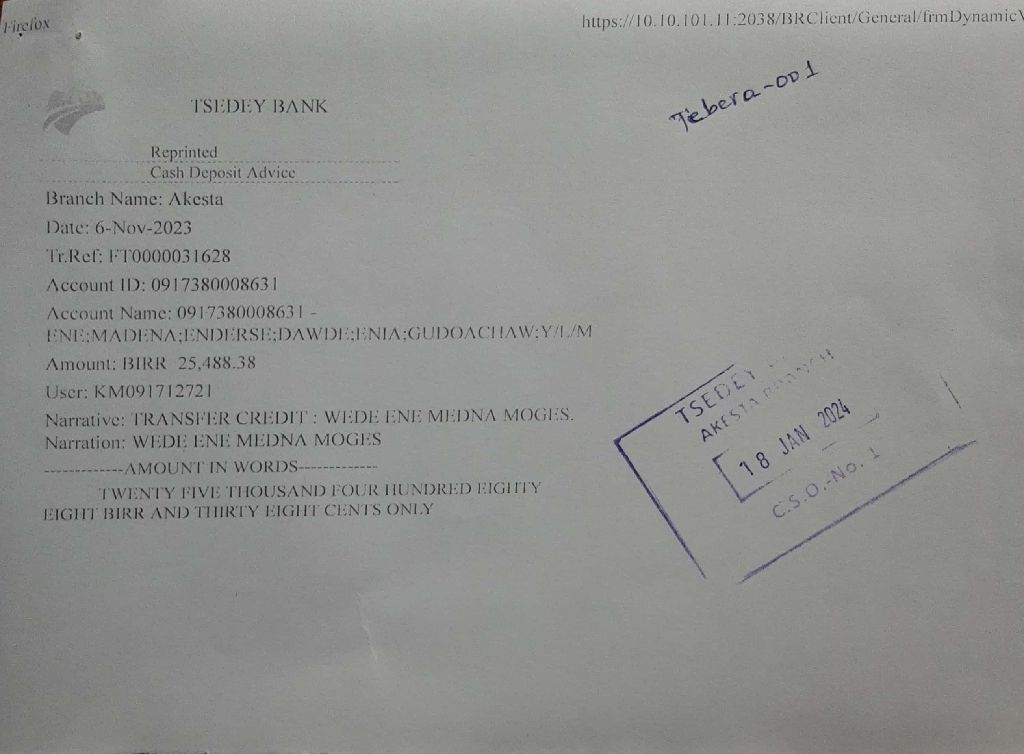 Firefox
https://10.10.101.11:2038/BRClient/General/frmDynamicV
Tebera-001
TSEDEY BANK
Reprinted
Cash Deposit Advice
Branch Name: Akesta
Date: 6-Nov-2023
Tr.Ref: FT0000031628
Account ID: 0917380008631
Account Name: 0917380008631 -
ENE;MADENA;ENDERSE;DAWDE;ENIA;GUDOACHAW;Y/L/M
Amount: BIRR 25,488.38
User: KM091712721
Narrative: TRANSFER CREDIT : WEDE ENE MEDNA MOGES.
Narration: WEDE ENE MEDNA MOGES
-------------AMOUNT IN WORDS-------------
TWENTY FIVE THOUSAND FOUR HUNDRED EIGHTY
EIGHT BIRR AND THIRTY EIGHT CENTS ONLY
TSEDEY
AKESTA BRANCH
18 JAN 2024
C.S.O.-No. 1